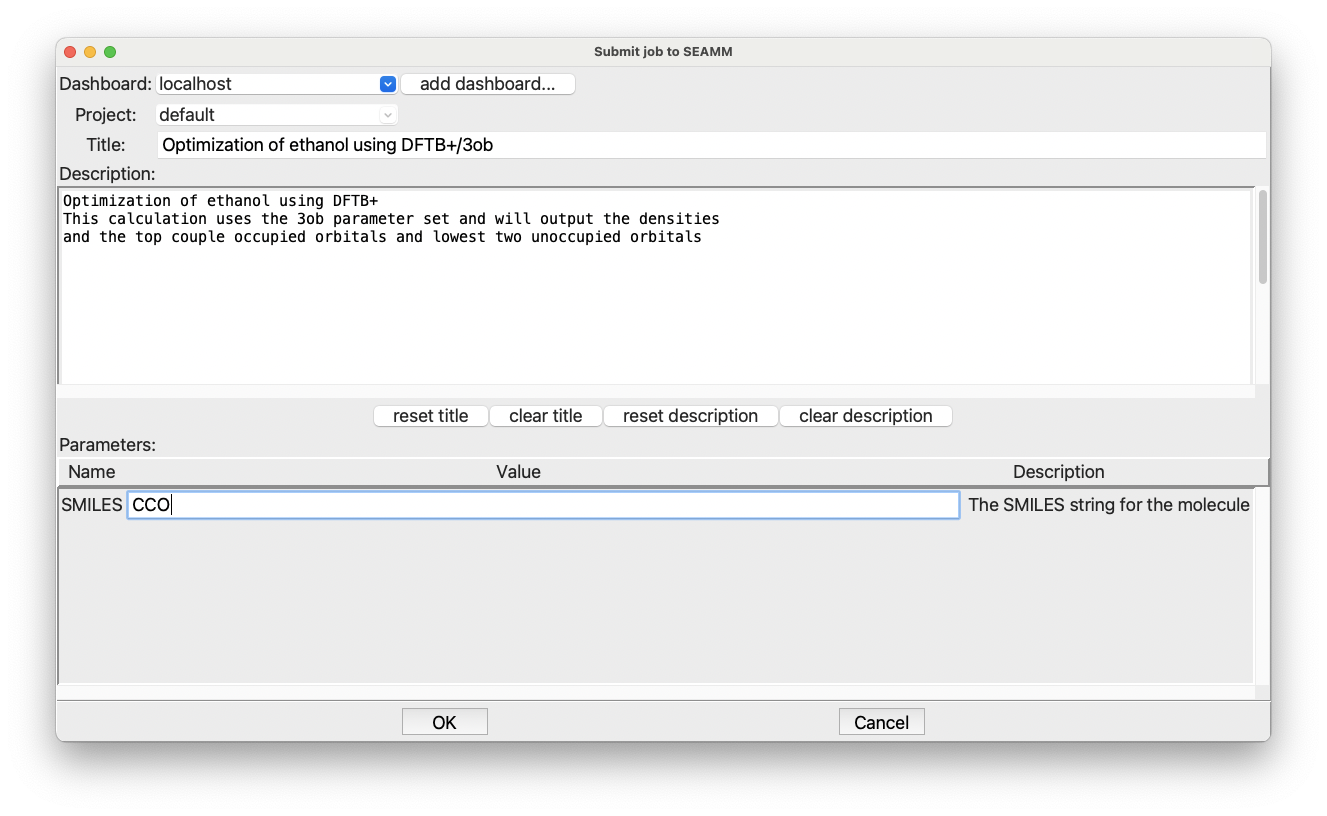 Submit job to SEAMM
Dashboard: localhost add dashboard...
Project: default
Title: Optimization of ethanol using DFTB+/3ob
Description:
Optimization of ethanol using DFTB+
This calculation uses the 3ob parameter set and will output the densities
and the top couple occupied orbitals and lowest two unoccupied orbitals
reset title clear title reset description clear description
Parameters:
Name Value Description
SMILES CCO The SMILES string for the molecule
OK Cancel